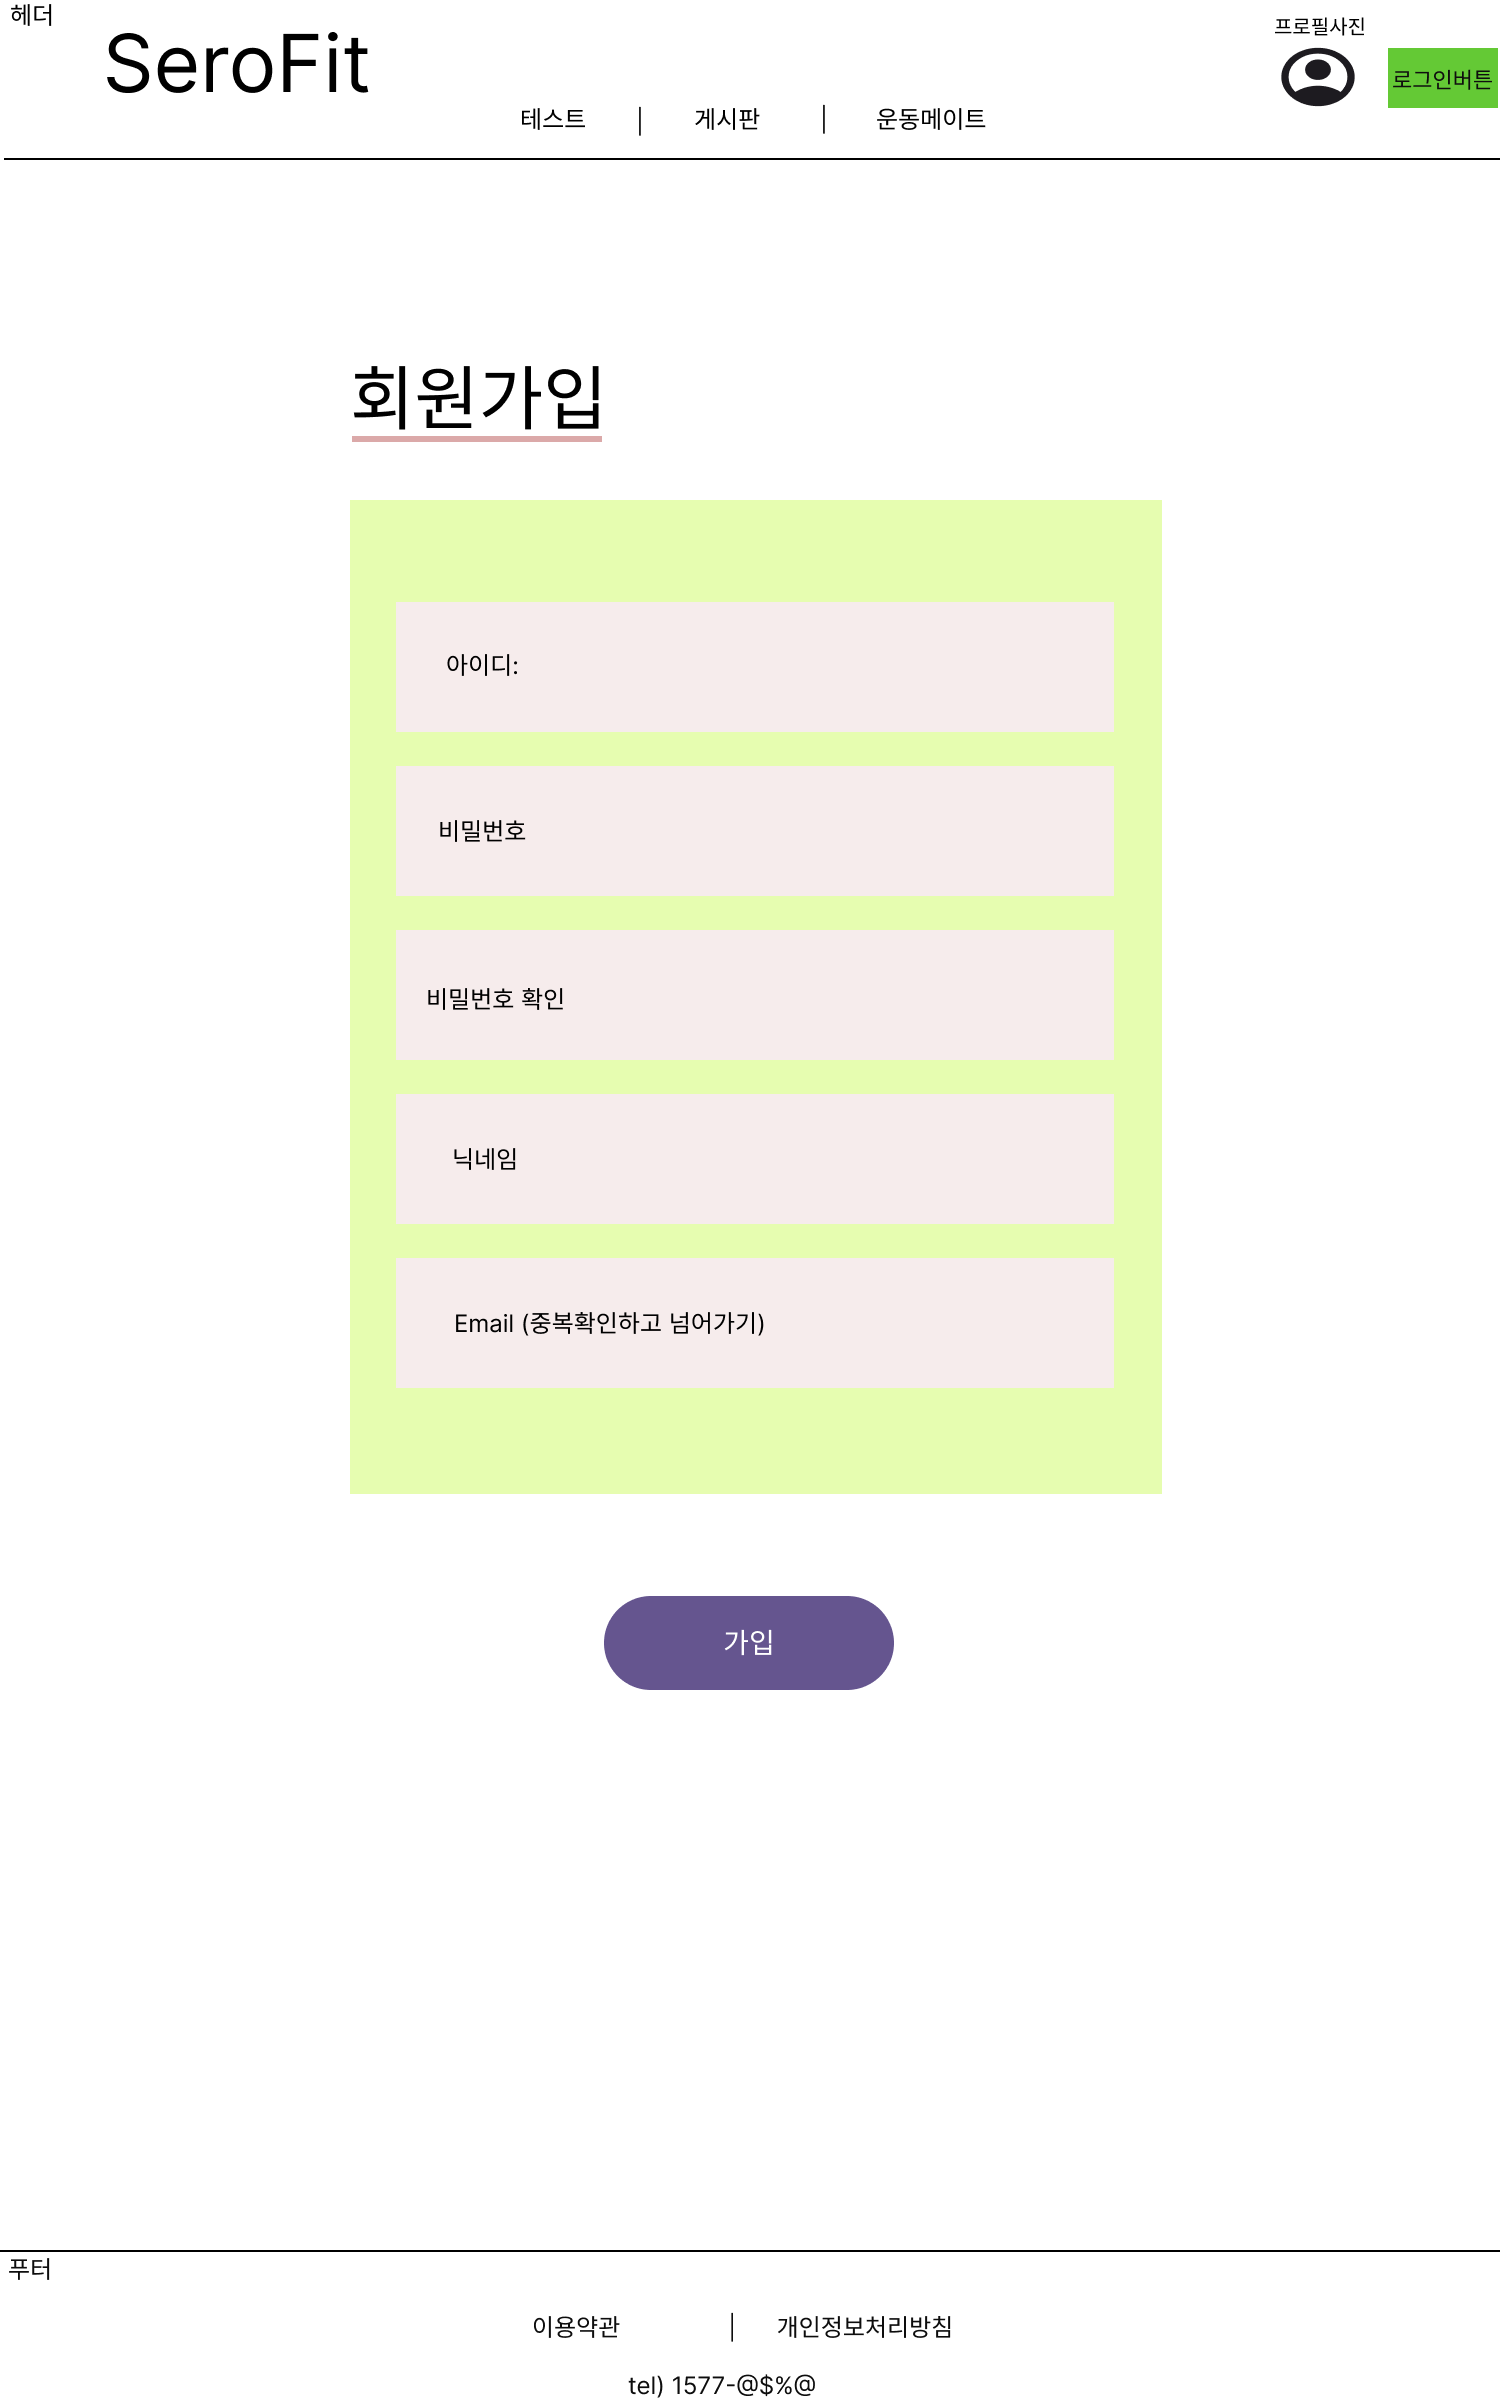 헤더
SeroFit
프로필사진
로그인버튼
테스트 | 게시판 | 운동메이트
회원가입
아이디:
비밀번호
비밀번호 확인
닉네임
Email (중복확인하고 넘어가기)
가입
푸터
이용약관 | 개인정보처리방침
tel) 1577-@$%@